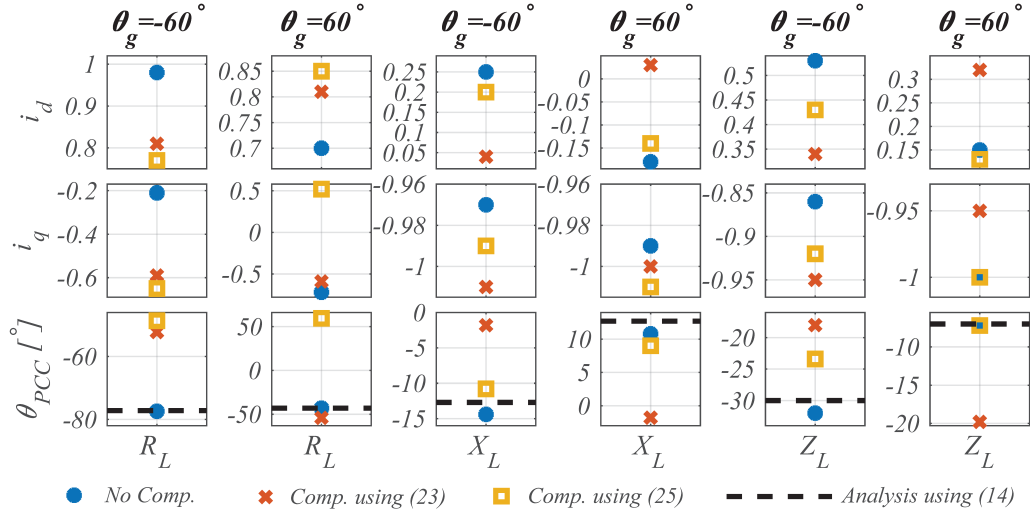 θg=-60° θg=60° θg=-60° θg=60° θg=-60° θg=60°
id
1 0.9 0.8
0.85 0.8 0.75 0.7
0.25 0.2 0.15 0.1 0.05
0 -0.05 -0.1 -0.15
0.5 0.45 0.4 0.35
0.3 0.25 0.2 0.15
iq
-0.2 -0.4 -0.6
0.5 0 -0.5
-0.96 -0.98 -1
-0.96 -0.98 -1
-0.85 -0.9 -0.95
-0.95 -1
θPCC [°]
-60 -80
50 0 -50
0 -5 -10 -15
10 5 0
-20 -30
-10 -15 -20
RL RL XL XL ZL ZL
No Comp. Comp. using (23) Comp. using (25) Analysis using (14)